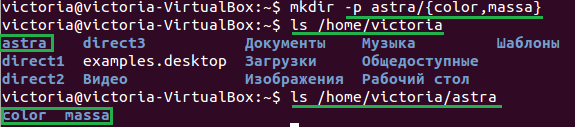 victoria@victoria-VirtualBox:~$ mkdir -p astra/{color,massa}
victoria@victoria-VirtualBox:~$ ls /home/victoria
astra direct3 Документы Музыка Шаблоны
direct1 examples.desktop Загрузки Общедоступные
direct2 Видео Изображения Рабочий стол
victoria@victoria-VirtualBox:~$ ls /home/victoria/astra
color massa